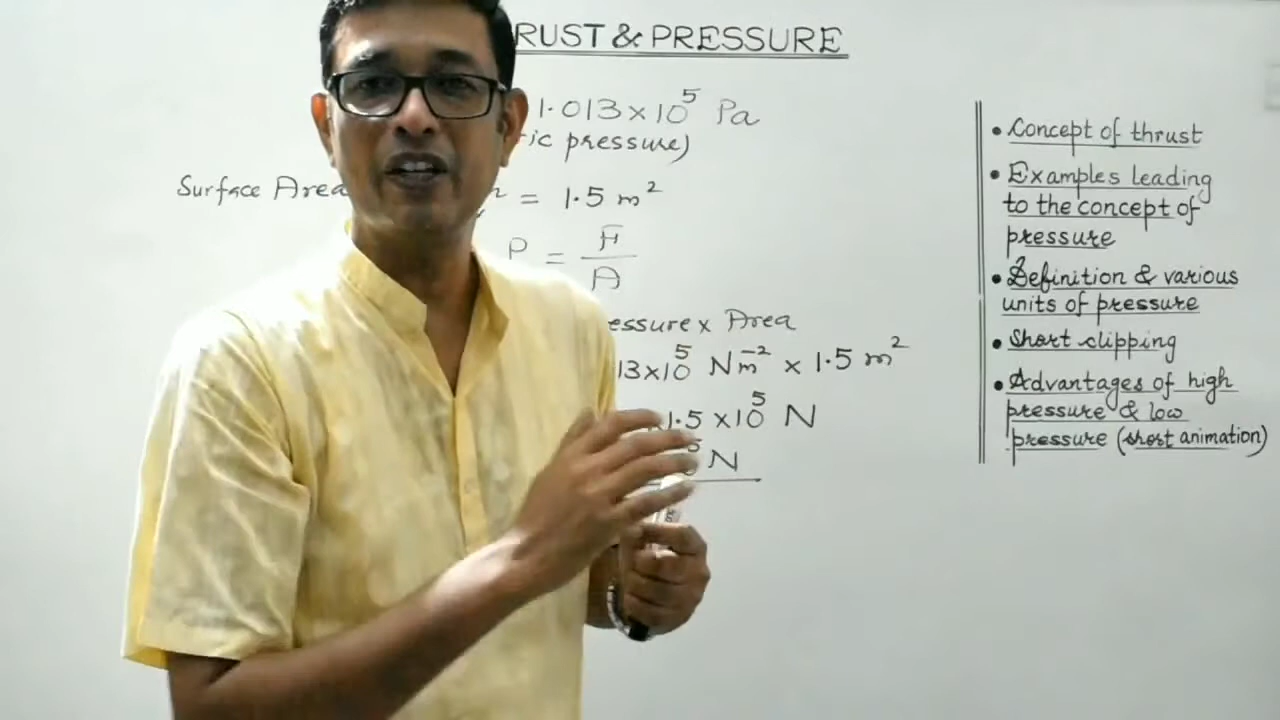 RUST & PRESSURE
1.013 x 10⁵ Pa
ic pressure)
Surface Area
= 1.5 m²
P = F/A
essure x Area
13 x 10⁵ Nm⁻² x 1.5 m²
1.5 x 10⁵ N
N
• Concept of thrust
• Examples leading
to the concept of
pressure
• Definition & various
units of pressure
• Short clipping
• Advantages of high
pressure & low
pressure (short animation)